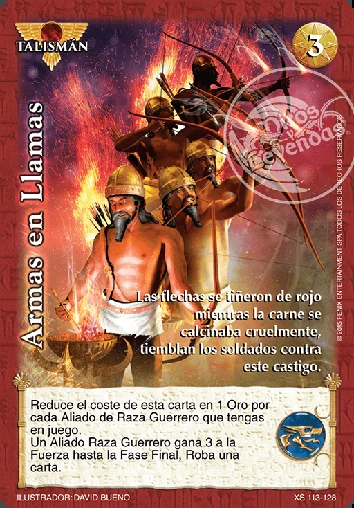 TALISMÁN
3
Mitos y Leyendas
Armas en Llamas
Las flechas se tiñeron de rojo
mientras la carne se
calcinaba cruelmente,
tiemblan los soldados contra
este castigo.
Reduce el coste de esta carta en 1 Oro por
cada Aliado de Raza Guerrero que tengas
en juego.
Un Aliado Raza Guerrero gana 3 a la
Fuerza hasta la Fase Final, Roba una
carta.
ILUSTRADOR: DAVID BUENO
XS 113-128